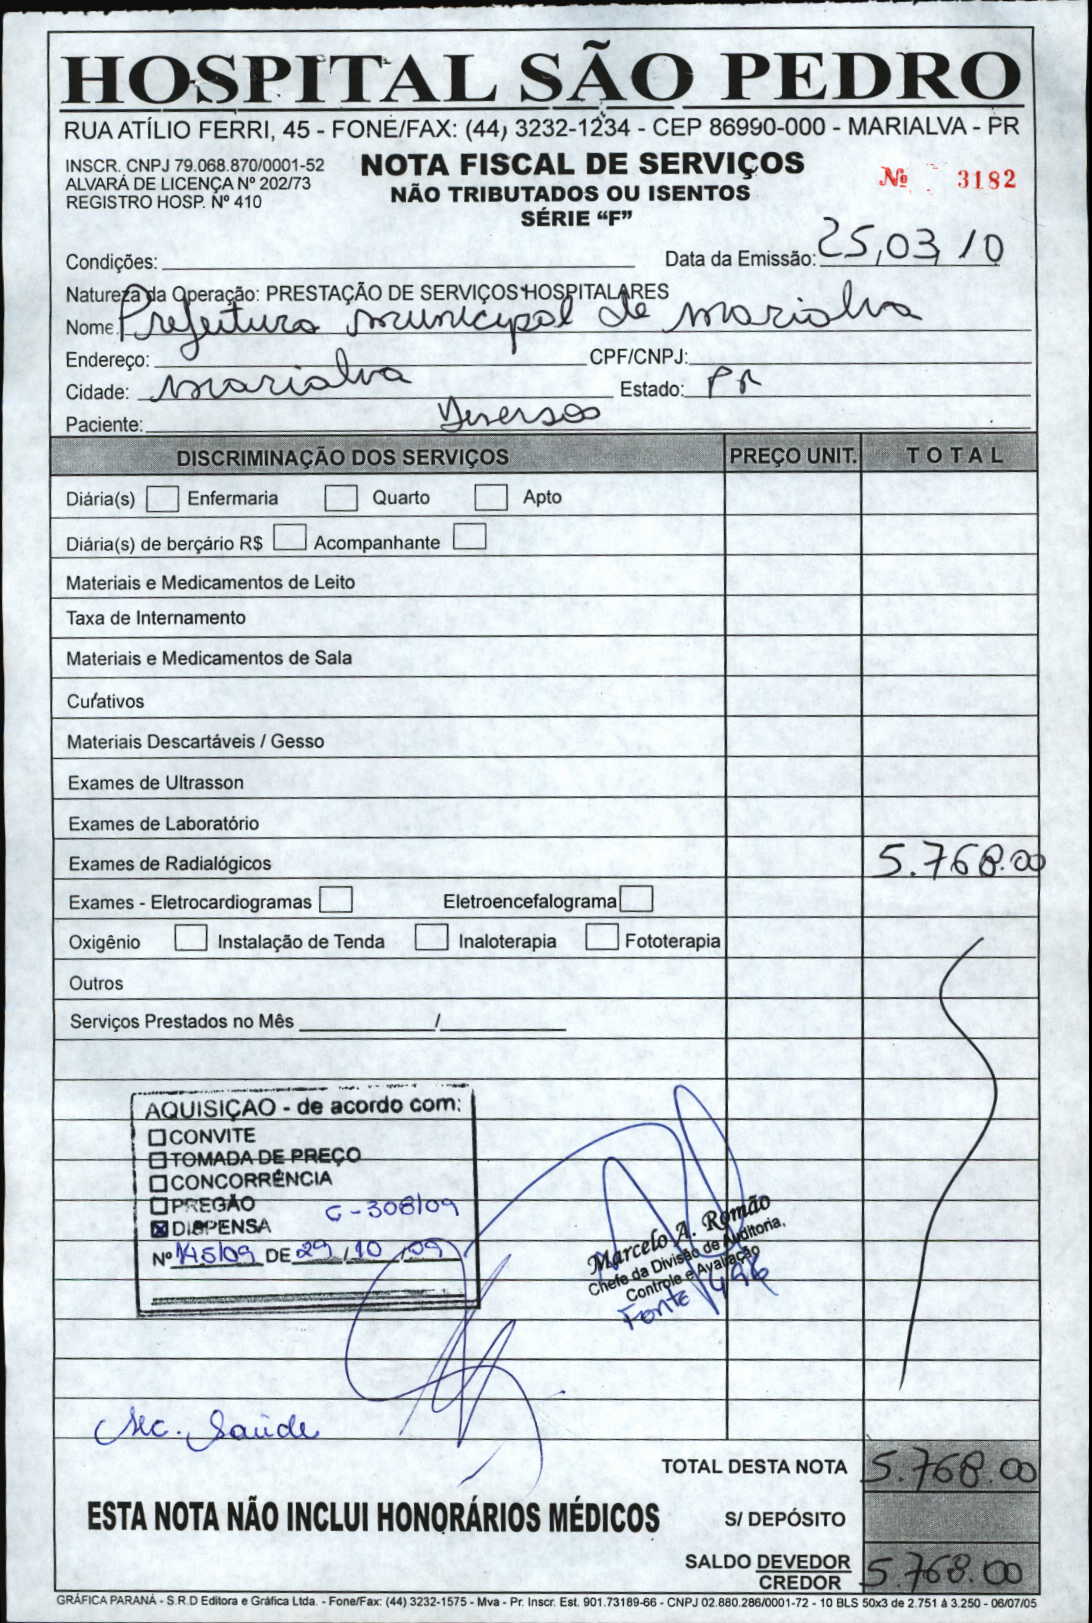 HOSPITAL SÃO PEDRO
RUA ATÍLIO FERRI, 45 - FONE/FAX: (44) 3232-1234 - CEP 86990-000 - MARIALVA - PR
INSCR. CNPJ 79.068.870/0001-52
ALVARÁ DE LICENÇA Nº 202/73
REGISTRO HOSP. Nº 410
NOTA FISCAL DE SERVIÇOS
NÃO TRIBUTADOS OU ISENTOS
SÉRIE “F”
Nº 3182
Condições: Data da Emissão: 25,03,10
Natureza da Operação: PRESTAÇÃO DE SERVIÇOS HOSPITALARES
Nome: Prefeitura municipal de marialva
Endereço: CPF/CNPJ:
Cidade: marialva Estado: PR
Paciente: Diversos
DISCRIMINAÇÃO DOS SERVIÇOS PREÇO UNIT. TOTAL
Diária(s) Enfermaria Quarto Apto
Diária(s) de berçário R$ Acompanhante
Materiais e Medicamentos de Leito
Taxa de Internamento
Materiais e Medicamentos de Sala
Curativos
Materiais Descartáveis / Gesso
Exames de Ultrasson
Exames de Laboratório
Exames de Radialógicos 5.768.00
Exames - Eletrocardiogramas Eletroencefalograma
Oxigênio Instalação de Tenda Inaloterapia Fototerapia
Outros
Serviços Prestados no Mês /
AQUISIÇÃO - de acordo com:
CONVITE
TOMADA DE PREÇO
CONCORRÊNCIA
PREGÃO C-308/09
DISPENSA
Nº 145/09 DE 29/10/09
Marcelo A. Romão
Chefe da Divisão de Auditoria,
Controle e Avaliação
Fonte 1496
Sec. Saúde
TOTAL DESTA NOTA 5.768.00
ESTA NOTA NÃO INCLUI HONORÁRIOS MÉDICOS
S/ DEPÓSITO
SALDO DEVEDOR
CREDOR 5.768.00
GRÁFICA PARANÁ - S.R.D Editora e Gráfica Ltda. - Fone/Fax: (44) 3232-1575 - Mva - Pr. Inscr. Est. 901.73189-66 - CNPJ 02.880.286/0001-72 - 10 BLS 50x3 de 2.751 à 3.250 - 06/07/05